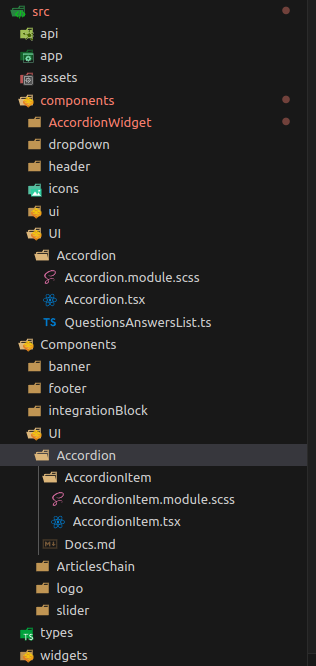 src
api
app
assets
components
AccordionWidget
dropdown
header
icons
ui
UI
Accordion
Accordion.module.scss
Accordion.tsx
TS QuestionsAnswersList.ts
Components
banner
footer
integrationBlock
UI
Accordion
AccordionItem
AccordionItem.module.scss
AccordionItem.tsx
Docs.md
ArticlesChain
logo
slider
TS types
widgets